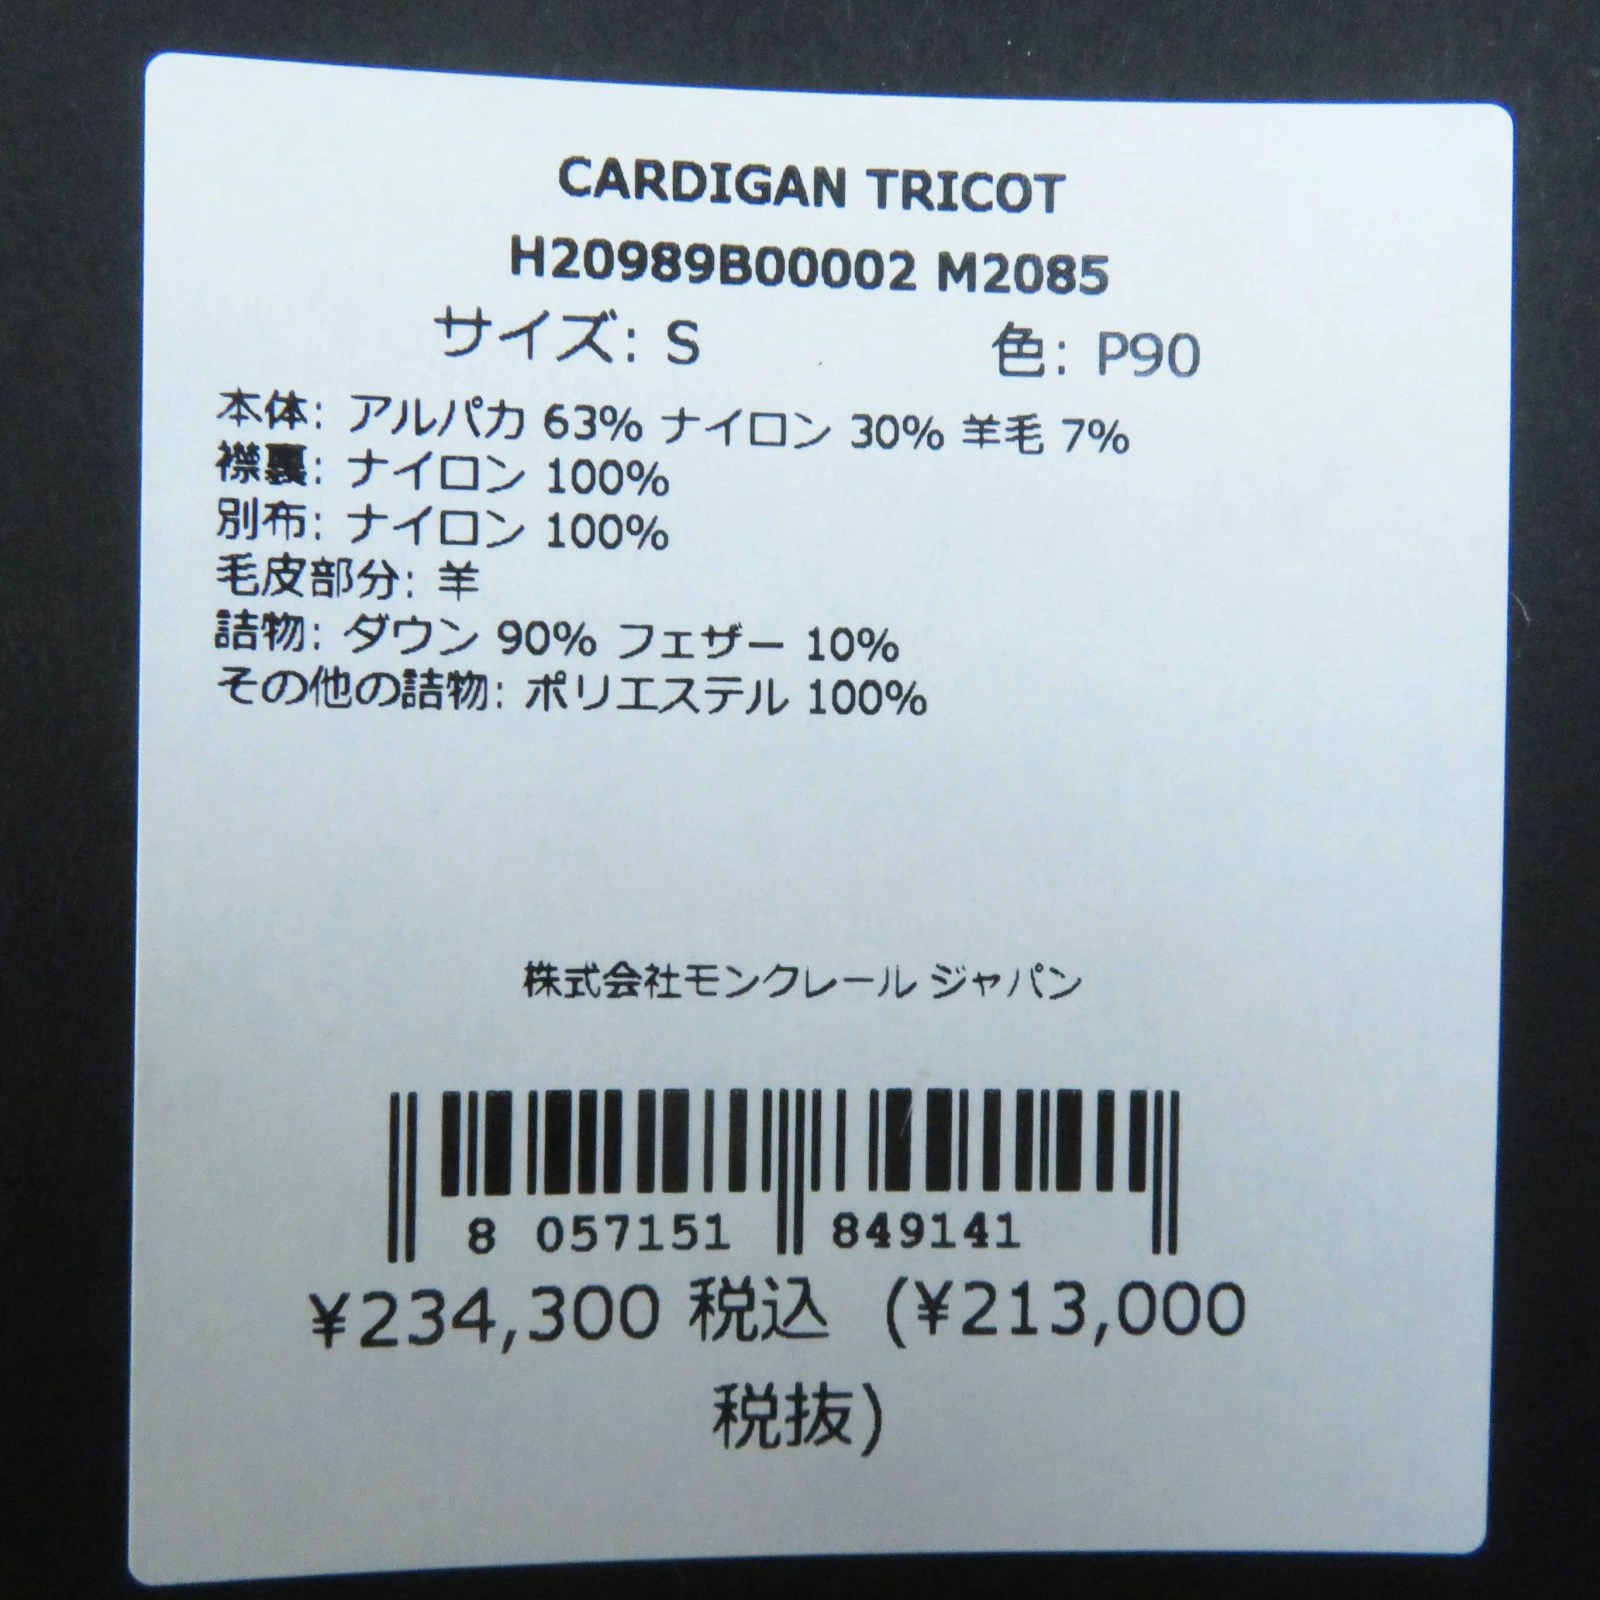 CARDIGAN TRICOT
H20989B00002 M2085
サイズ: S 色: P90
本体: アルパカ 63% ナイロン 30% 羊毛 7%
襟裏: ナイロン 100%
別布: ナイロン 100%
毛皮部分: 羊
詰物: ダウン 90% フェザー 10%
その他の詰物: ポリエステル 100%
株式会社モンクレール ジャパン
8 057151 849141
¥234,300 税込 (¥213,000
税抜)